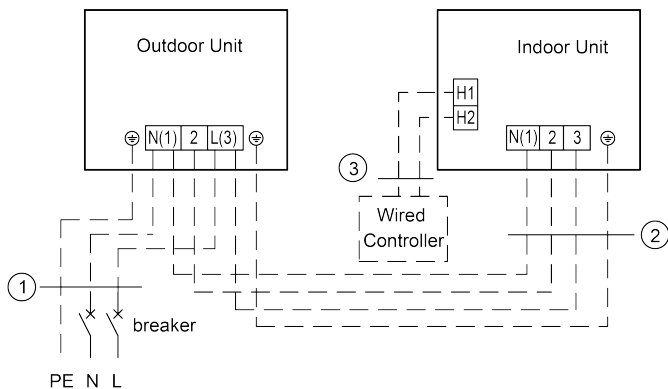 Outdoor Unit
Indoor Unit
H1
H2
N(1) 2 L(3)
N(1) 2 3
3
Wired
Controller
2
1
breaker
PE N L